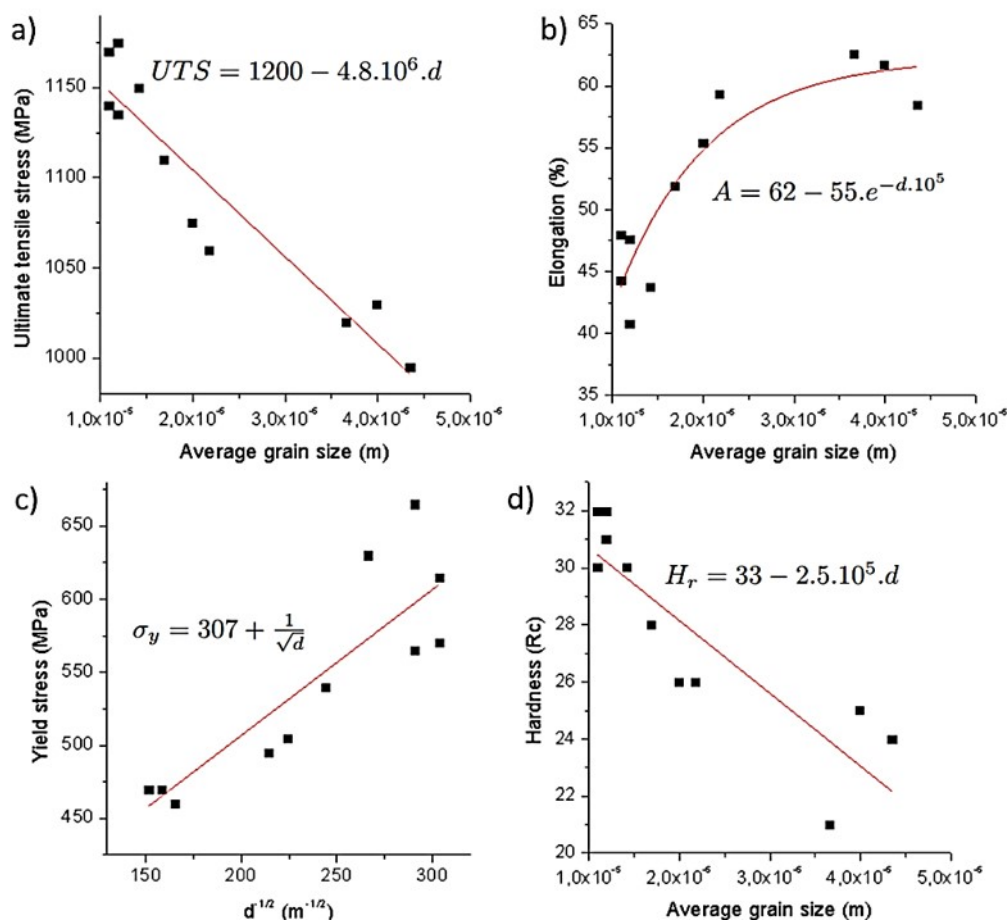 a)
UTS = 1200 − 4.8.10⁶.d
1150
1100
1050
1000
Ultimate tensile stress (MPa)
1,0x10⁻⁵ 2,0x10⁻⁵ 3,0x10⁻⁵ 4,0x10⁻⁵ 5,0x10⁻⁵
Average grain size (m)
b)
65
60
55
50
45
40
35
Elongation (%)
A = 62 − 55.e^{−d.10⁵}
1,0x10⁻⁵ 2,0x10⁻⁵ 3,0x10⁻⁵ 4,0x10⁻⁵ 5,0x10⁻⁵
Average grain size (m)
c)
650
600
550
500
450
Yield stress (MPa)
σ_y = 307 + 1/√d
150 200 250 300
d^{-1/2} (m^{-1/2})
d)
32
30
28
26
24
22
20
Hardness (Rc)
H_r = 33 − 2.5.10⁵.d
1,0x10⁻⁵ 2,0x10⁻⁵ 3,0x10⁻⁵ 4,0x10⁻⁵ 5,0x10⁻⁵
Average grain size (m)